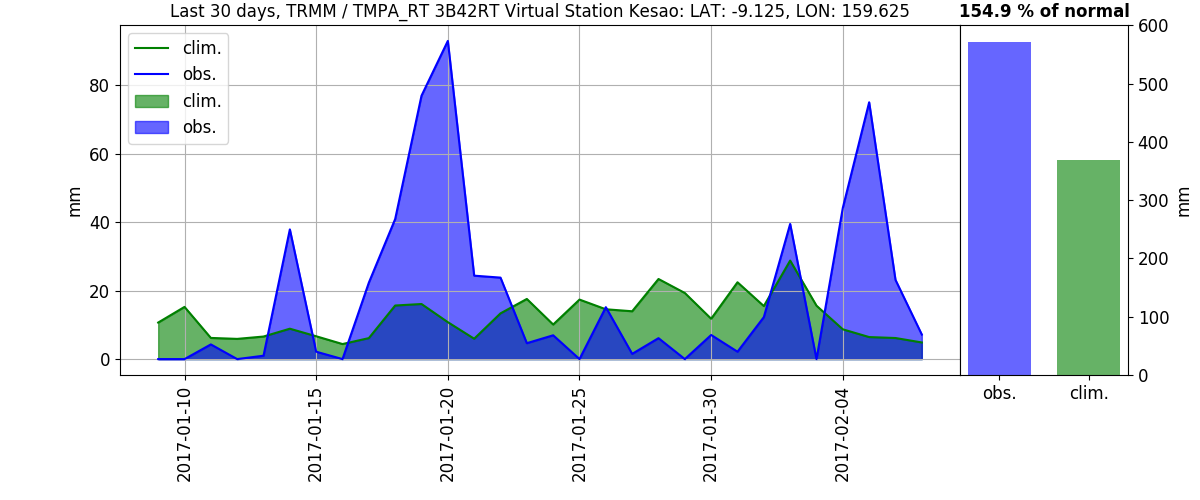 Last 30 days, TRMM / TMPA_RT 3B42RT Virtual Station Kesao: LAT: -9.125, LON: 159.625
154.9 % of normal
clim.
obs.
clim.
obs.
mm
80
60
40
20
0
2017-01-10
2017-01-15
2017-01-20
2017-01-25
2017-01-30
2017-02-04
600
500
400
300
200
100
0
mm
obs.
clim.